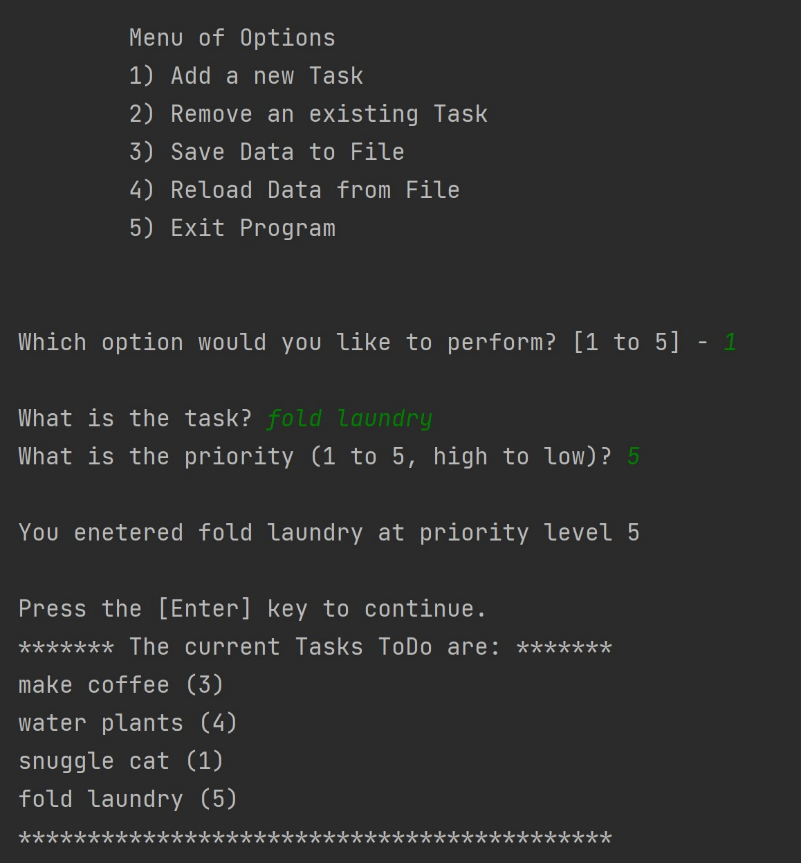 Menu of Options
1) Add a new Task
2) Remove an existing Task
3) Save Data to File
4) Reload Data from File
5) Exit Program
Which option would you like to perform? [1 to 5] - 1
What is the task? fold laundry
What is the priority (1 to 5, high to low)? 5
You enetered fold laundry at priority level 5
Press the [Enter] key to continue.
******* The current Tasks ToDo are: *******
make coffee (3)
water plants (4)
snuggle cat (1)
fold laundry (5)
*******************************************